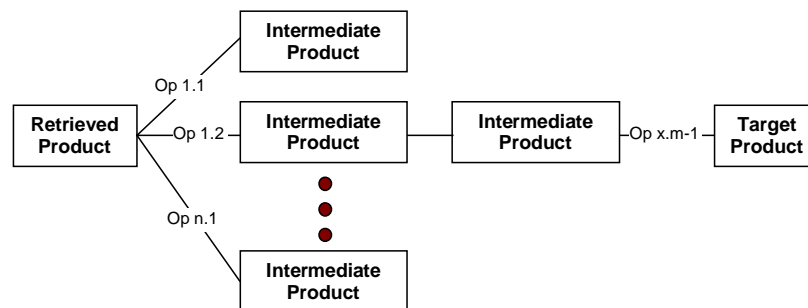 Intermediate
Product
Op 1.1
Retrieved
Product
Op 1.2
Intermediate
Product
Intermediate
Product
Op x.m-1
Target
Product
Op n.1
Intermediate
Product